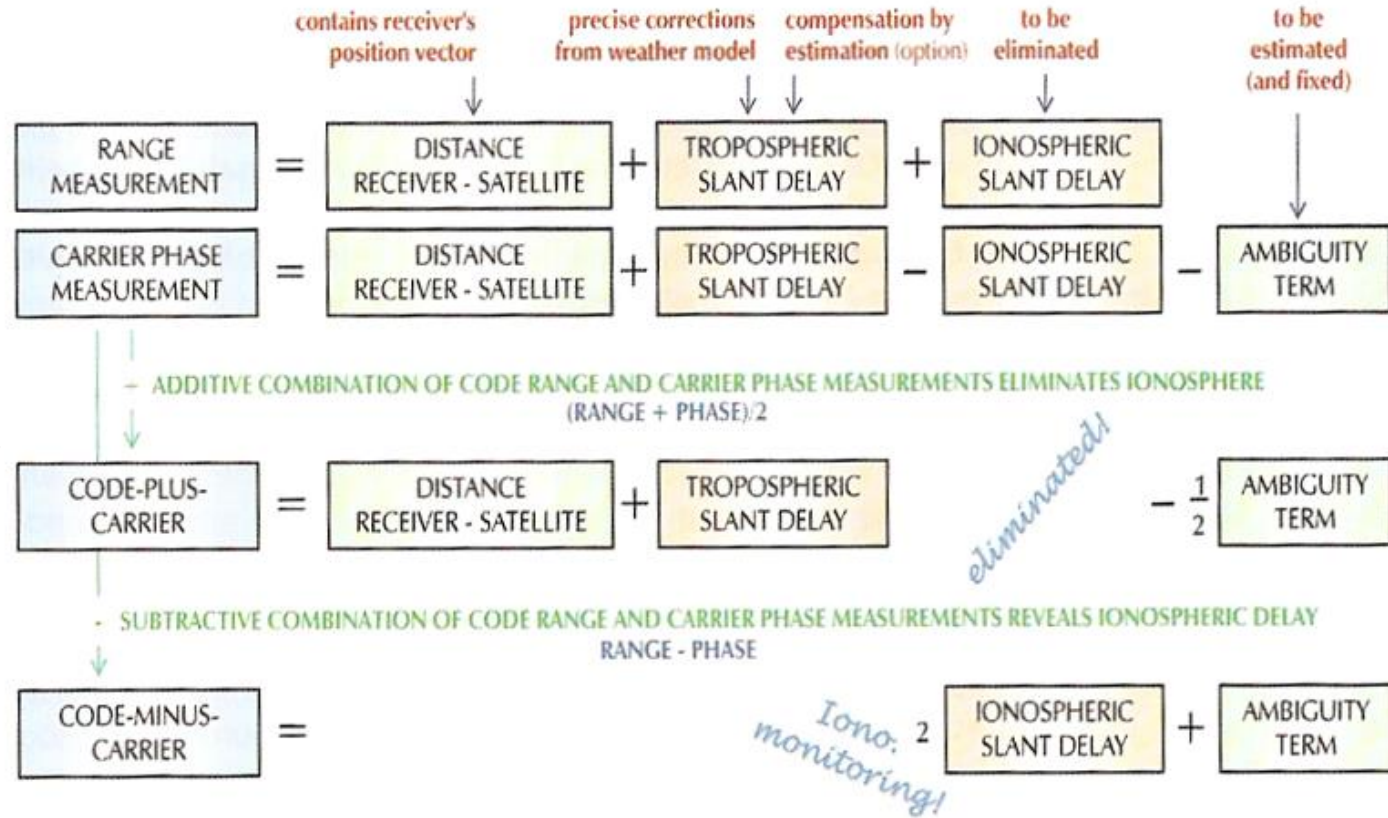 contains receiver's
position vector
precise corrections
from weather model
compensation by
estimation (option)
to be
eliminated
to be
estimated
(and fixed)
RANGE
MEASUREMENT
=
DISTANCE
RECEIVER - SATELLITE
+
TROPOSPHERIC
SLANT DELAY
+
IONOSPHERIC
SLANT DELAY
CARRIER PHASE
MEASUREMENT
=
DISTANCE
RECEIVER - SATELLITE
+
TROPOSPHERIC
SLANT DELAY
−
IONOSPHERIC
SLANT DELAY
−
AMBIGUITY
TERM
- ADDITIVE COMBINATION OF CODE RANGE AND CARRIER PHASE MEASUREMENTS ELIMINATES IONOSPHERE
(RANGE + PHASE)/2
CODE-PLUS-
CARRIER
=
DISTANCE
RECEIVER - SATELLITE
+
TROPOSPHERIC
SLANT DELAY
eliminated!
− 1/2
AMBIGUITY
TERM
- SUBTRACTIVE COMBINATION OF CODE RANGE AND CARRIER PHASE MEASUREMENTS REVEALS IONOSPHERIC DELAY
RANGE - PHASE
CODE-MINUS-
CARRIER
=
Iono.
monitoring!
2
IONOSPHERIC
SLANT DELAY
+
AMBIGUITY
TERM